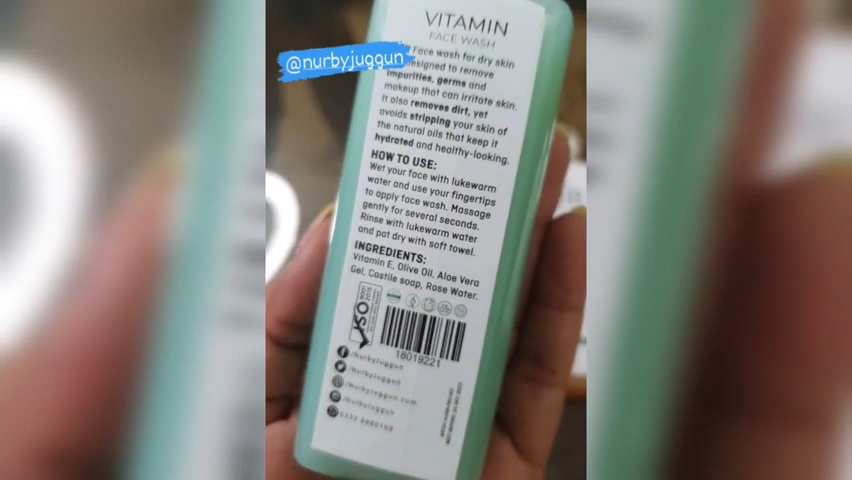 VITAMIN
FACE WASH
@nurbyjuggun
Face wash for dry skin
designed to remove
impurities, germs and
makeup that can irritate skin.
It also removes dirt, yet
avoids stripping your skin of
the natural oils that keep it
hydrated and healthy-looking.
HOW TO USE:
Wet your face with lukewarm
water and use your fingertips
to apply face wash. Massage
gently for several seconds.
Rinse with lukewarm water
and pat dry with soft towel.
INGREDIENTS:
Vitamin E, Olive Oil, Aloe Vera
Gel, Castile soap, Rose Water.
ISO 9001
2015
18019221
/Nurbyjuggun
/Nurbyjuggun
/Nurbyjuggun.com
/Nurbyjuggun